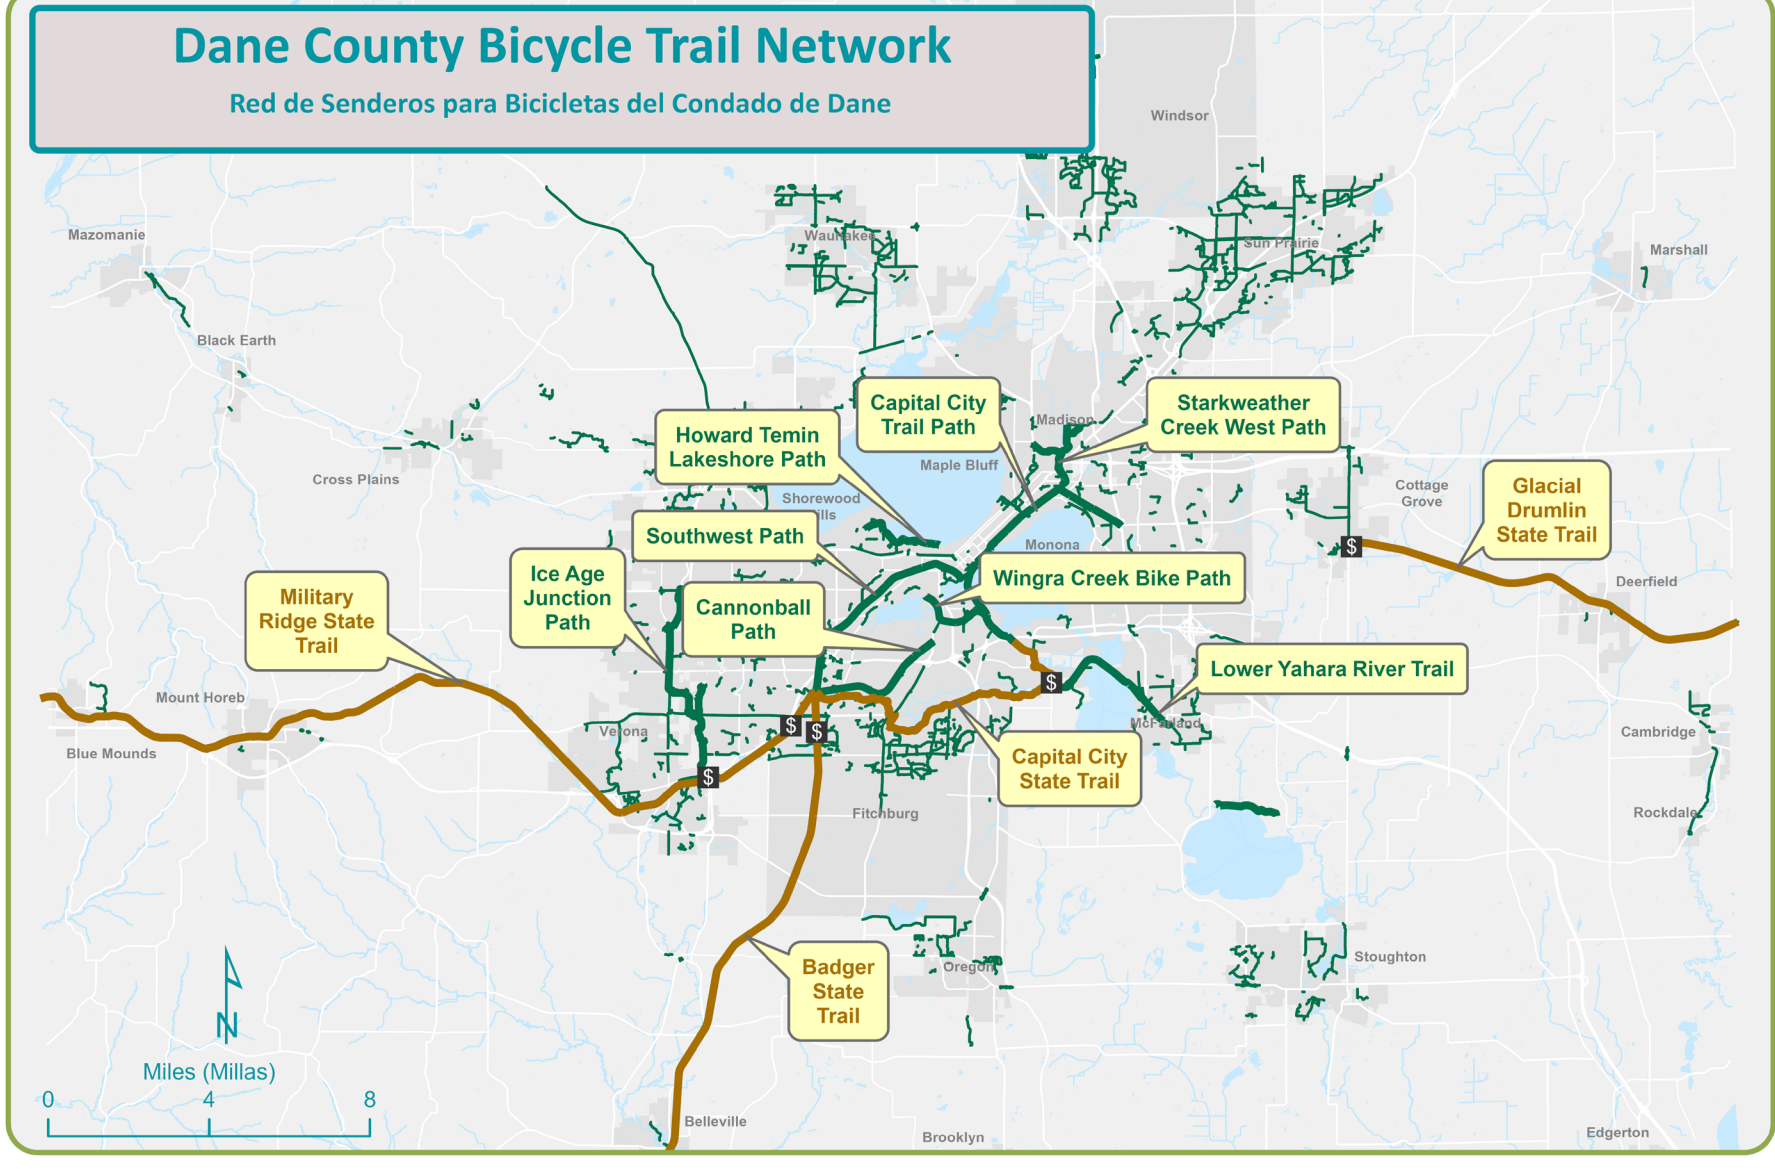 Dane County Bicycle Trail Network
Red de Senderos para Bicicletas del Condado de Dane
Windsor
Mazomanie
Waunakee
Sun Prairie
Marshall
Black Earth
Capital City
Trail Path
Starkweather
Creek West Path
Madison
Howard Temin
Lakeshore Path
Maple Bluff
Cross Plains
Shorewood
Hills
Cottage
Grove
Glacial
Drumlin
State Trail
Southwest Path
Monona
$
Ice Age
Junction
Path
Wingra Creek Bike Path
Deerfield
Military
Ridge State
Trail
Cannonball
Path
Lower Yahara River Trail
$
Mount Horeb
McFarland
Verona
$
$
Cambridge
Blue Mounds
Capital City
State Trail
$
Fitchburg
Rockdale
Badger
State
Trail
Oregon
Stoughton
N
Miles (Millas)
0 4 8
Belleville
Brooklyn
Edgerton